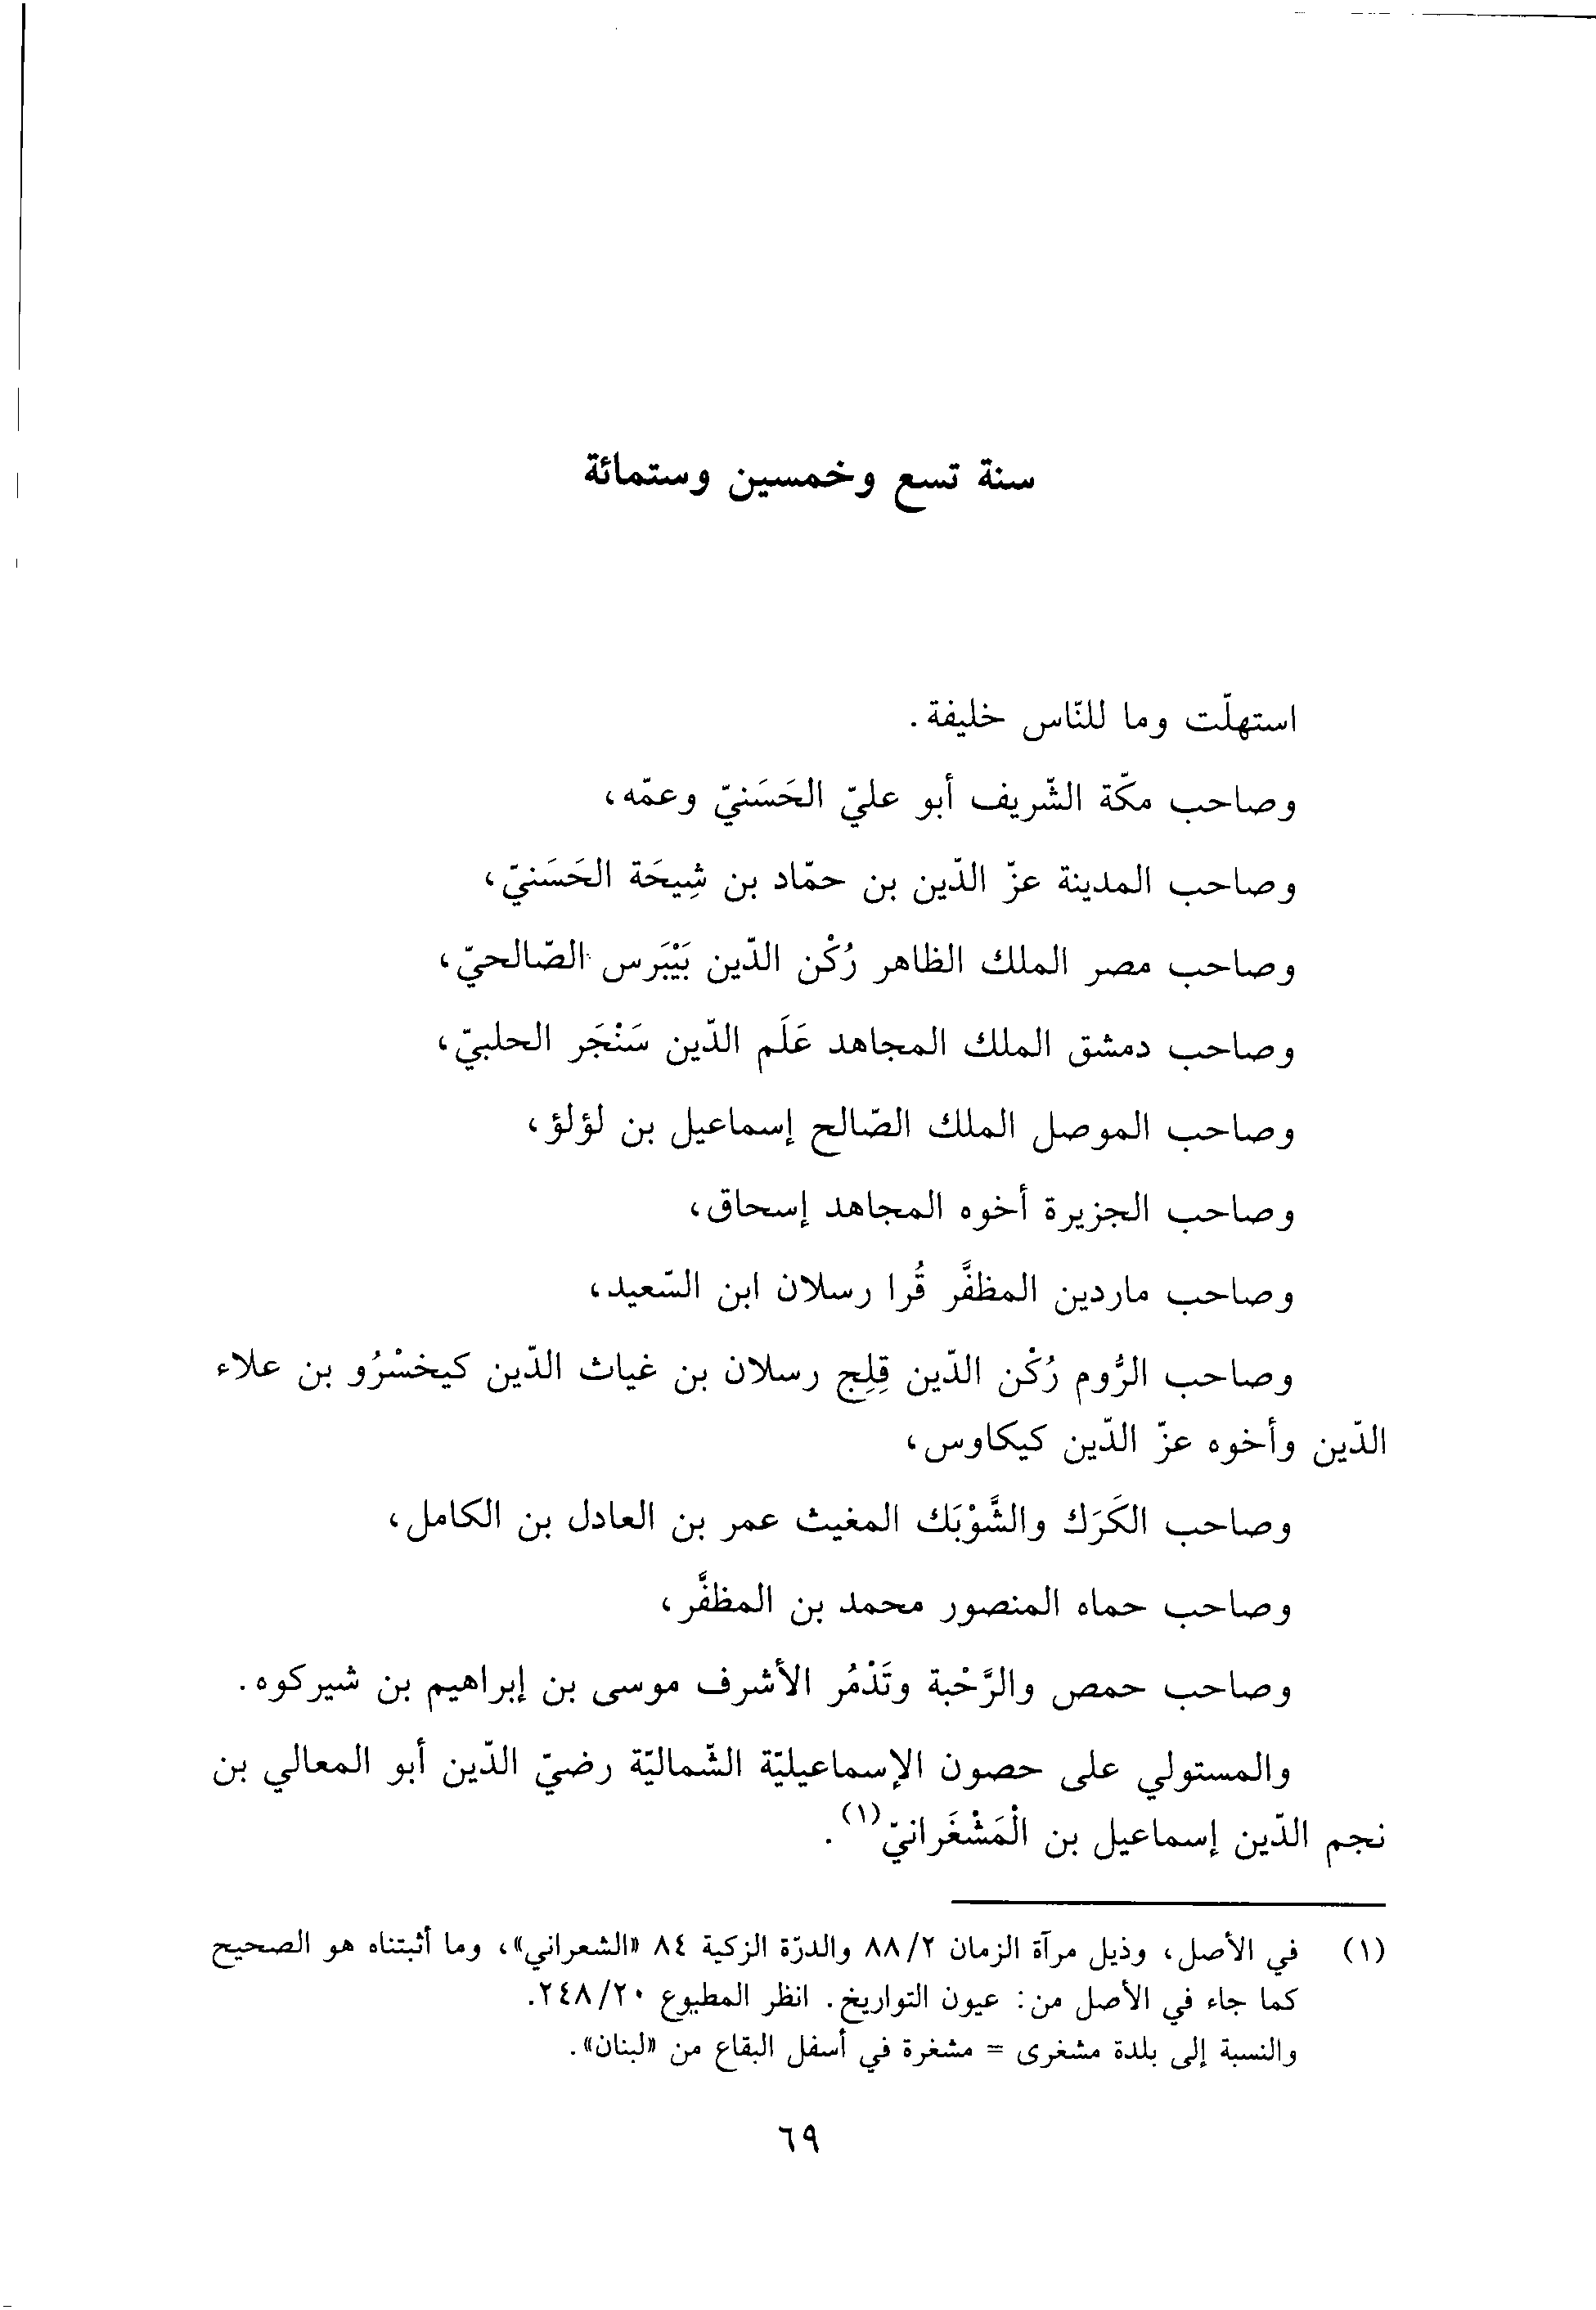 سنة تسع وخمسين وستمائة
استهلّت وما للنّاس خليفة.
وصاحب مكّة الشّريف أبو عليّ الحَسَنيّ وعمّه،
وصاحب المدينة عزّ الدّين بن حمّاد بن شِيحَة الحَسَنيّ،
وصاحب مصر الملك الظاهر رُكْن الدّين بَيْبَرس الصّالحيّ،
وصاحب دمشق الملك المجاهد عَلَم الدّين سَنْجَر الحلبيّ،
وصاحب الموصل الملك الصّالح إسماعيل بن لؤلؤ،
وصاحب الجزيرة أخوه المجاهد إسحاق،
وصاحب ماردين المظفَّر قُرا رسلان ابن السّعيد،
وصاحب الرُّوم رُكْن الدّين قِلِج رسلان بن غياث الدّين كيخسْرُو بن علاء
الدّين وأخوه عزّ الدّين كيكاوس،
وصاحب الكَرَك والشَّوْبَك المغيث عمر بن العادل بن الكامل،
وصاحب حماه المنصور محمد بن المظفَّر،
وصاحب حمص والرَّحْبة وتَدْمُر الأشرف موسى بن إبراهيم بن شيركوه.
والمستولي على حصون الإسماعيليّة الشّماليّة رضيّ الدّين أبو المعالي بن
نجم الدّين إسماعيل بن الْمَشْغَرانيّ(١).
(١) في الأصل، وذيل مرآة الزمان ٨٨/٢ والدرّة الزكية ٨٤ «الشعراني»، وما أثبتناه هو الصحيح
كما جاء في الأصل من: عيون التواريخ. انظر المطبوع ٢٤٨/٢٠.
والنسبة إلى بلدة مشغرى = مشغرة في أسفل البقاع من «لبنان».
٦٩